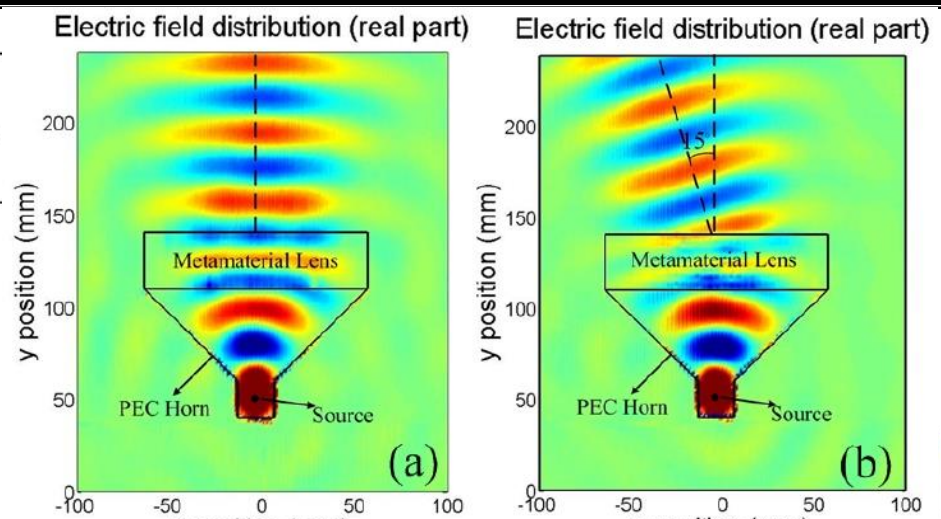 Electric field distribution (real part)
200
150
100
50
0
y position (mm)
Metamaterial Lens
PEC Horn
Source
(a)
-100 -50 0 50 100
Electric field distribution (real part)
200
150
100
50
0
y position (mm)
15
Metamaterial Lens
PEC Horn
Source
(b)
-100 -50 0 50 100